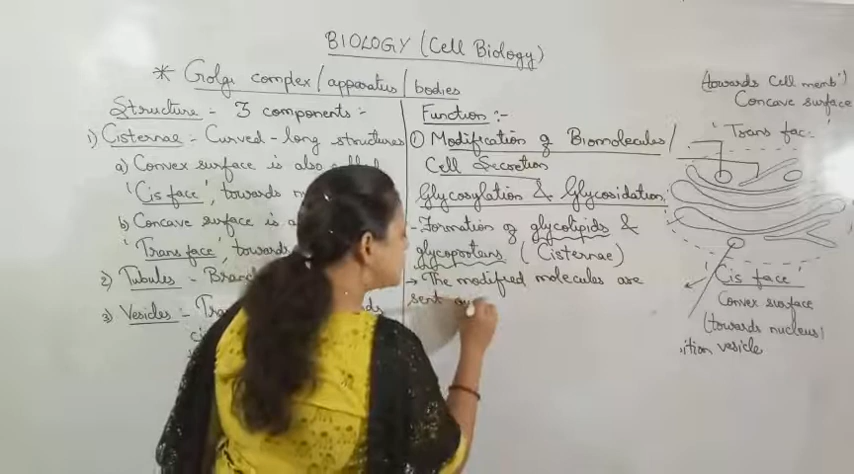 BIOLOGY (Cell Biology)
* Golgi complex / apparatus / bodies
Structure - 3 components :-
1) Cisternae - Curved - long structures
a) Convex surface is also called
'Cis face', towards
b) Concave surface is
'Trans face', towards
2) Tubules -
3) Vesicles -
Function :-
① Modification of Biomolecules /
Cell Secretion
Glycosylation & Glycosidation
- Formation of glycolipids &
glycoproteins (Cisternae)
→ The modified molecules are
sent
(towards Cell memb')
Concave surface
'Trans fac
Cis face'
Convex surface
(towards nucleus)
ition vesicle